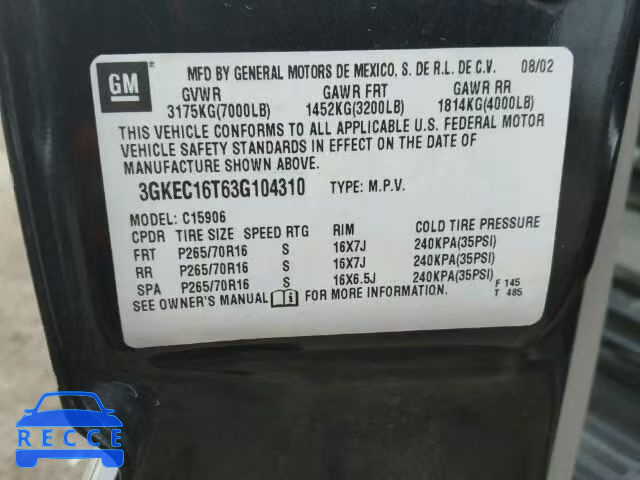 GM
MFD BY GENERAL MOTORS DE MEXICO, S. DE R.L. DE C.V. 08/02
GVWR GAWR FRT GAWR RR
3175KG(7000LB) 1452KG(3200LB) 1814KG(4000LB)
THIS VEHICLE CONFORMS TO ALL APPLICABLE U.S. FEDERAL MOTOR
VEHICLE SAFETY STANDARDS IN EFFECT ON THE DATE OF
MANUFACTURE SHOWN ABOVE.
3GKEC16T63G104310 TYPE: M.P.V.
MODEL: C15906
CPDR TIRE SIZE SPEED RTG RIM COLD TIRE PRESSURE
FRT P265/70R16 S 16X7J 240KPA(35PSI)
RR P265/70R16 S 16X7J 240KPA(35PSI)
SPA P265/70R16 S 16X6.5J 240KPA(35PSI)
SEE OWNER'S MANUAL FOR MORE INFORMATION. F 145
T 485
RECCE